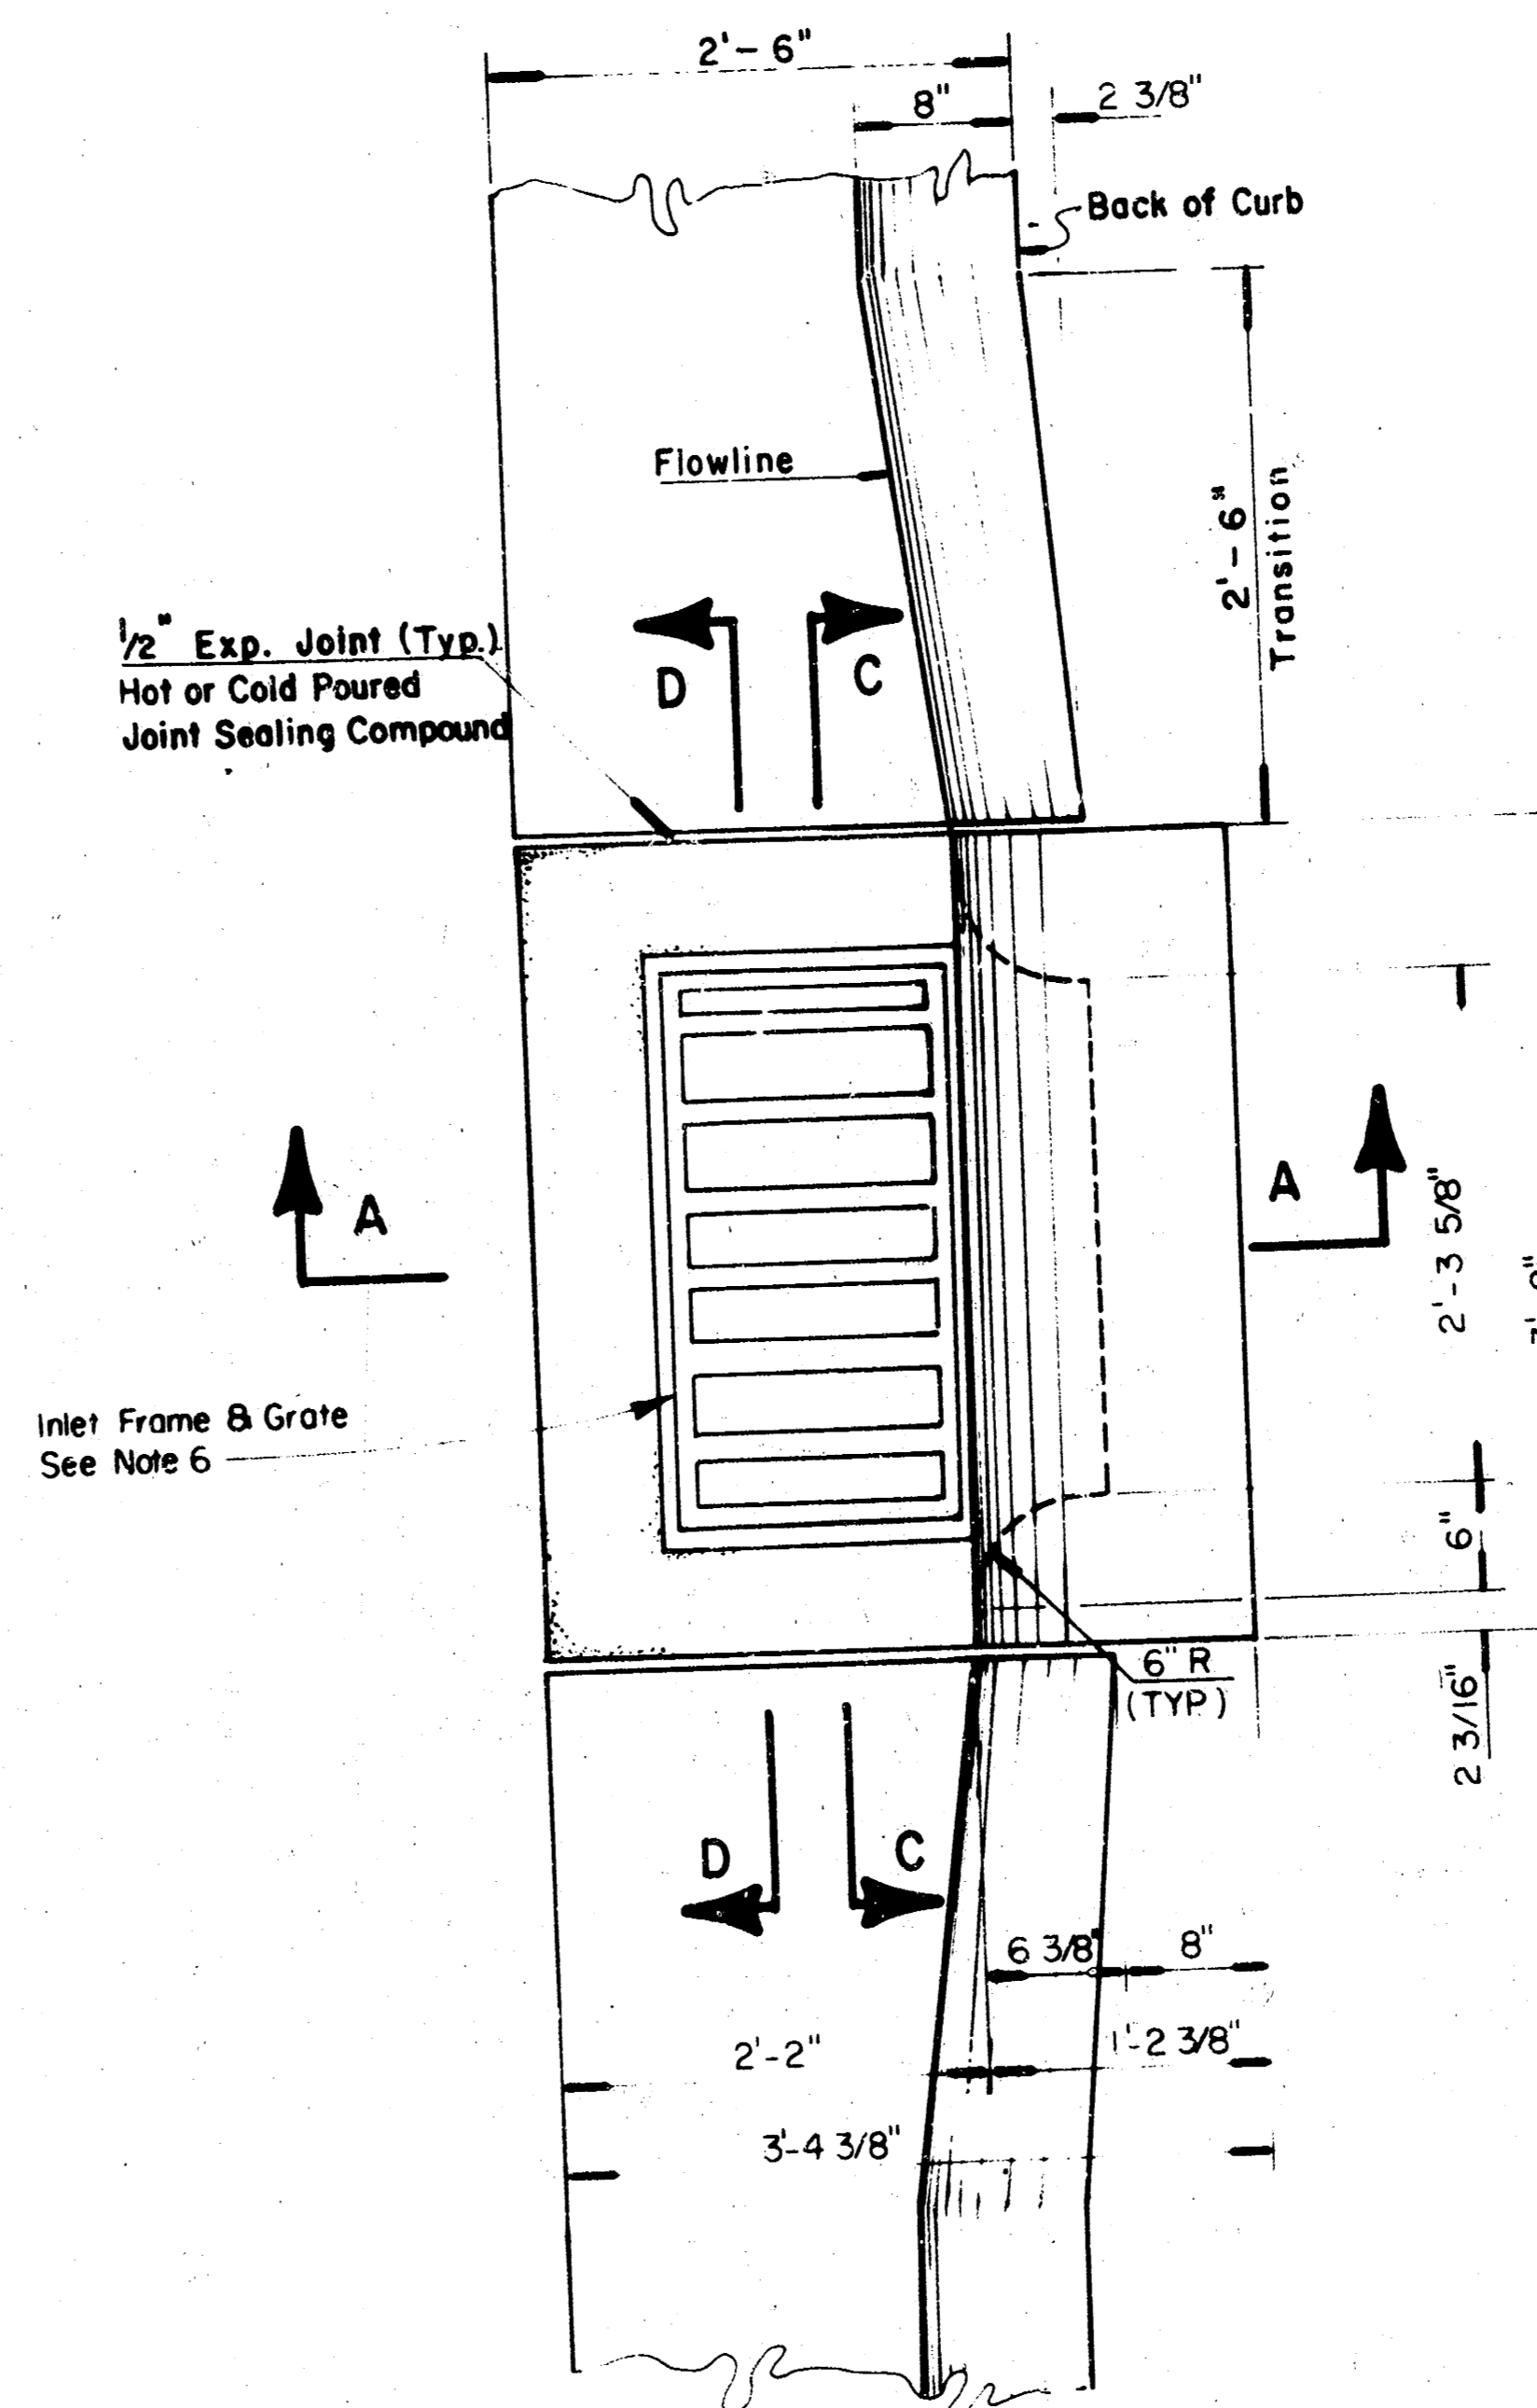 2'-6"
8"
2 3/8"
Back of Curb
Flowline
2'-6"
Transition
1/2" Exp. Joint (Typ.)
Hot or Cold Poured
Joint Sealing Compound
D
C
A
A
2'-3 5/8"
Inlet Frame & Grate
See Note 6
6"
6" R
(TYP)
2 3/16"
D
C
6 3/8"
8"
2'-2"
1'-2 3/8"
3'-4 3/8"